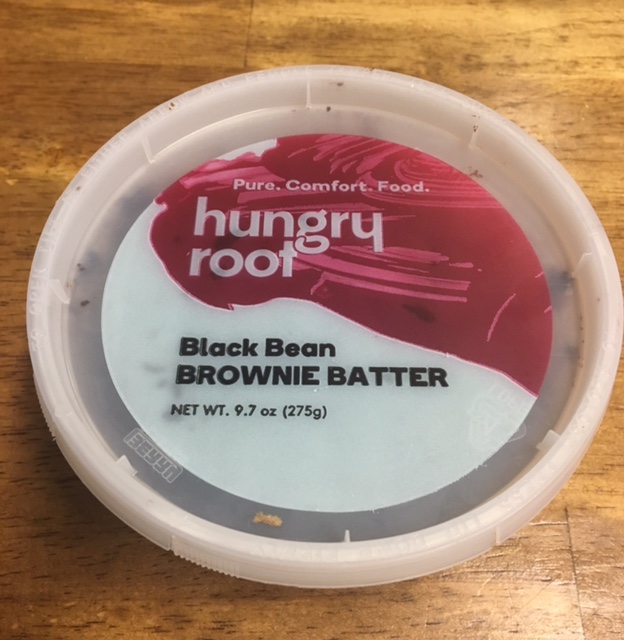 Pure. Comfort. Food.
hungry
root
Black Bean
BROWNIE BATTER
NET WT. 9.7 oz (275g)